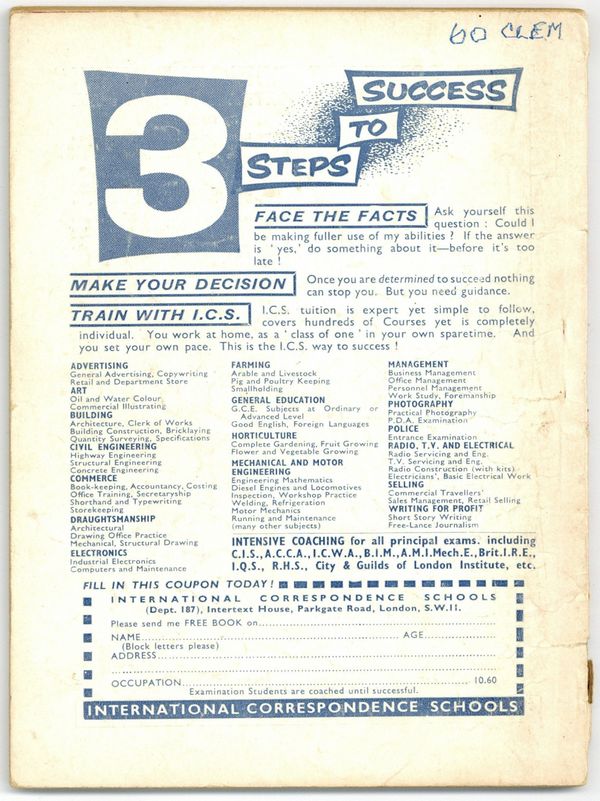 60 CLEM
3
STEPS
TO
SUCCESS
FACE THE FACTS Ask yourself this
question : Could I
be making fuller use of my abilities ? If the answer
is ' yes,' do something about it—before it's too
late !
MAKE YOUR DECISION Once you are determined to succeed nothing
can stop you. But you need guidance.
TRAIN WITH I.C.S. I.C.S. tuition is expert yet simple to follow,
covers hundreds of Courses yet is completely
individual. You work at home, as a ' class of one ' in your own sparetime. And
you set your own pace. This is the I.C.S. way to success !
ADVERTISING
General Advertising, Copywriting
Retail and Department Store
ART
Oil and Water Colour
Commercial Illustrating
BUILDING
Architecture, Clerk of Works
Building Construction, Bricklaying
Quantity Surveying, Specifications
CIVIL ENGINEERING
Highway Engineering
Structural Engineering
Concrete Engineering
COMMERCE
Book-keeping, Accountancy, Costing
Office Training, Secretaryship
Shorthand and Typewriting
Storekeeping
DRAUGHTSMANSHIP
Architectural
Drawing Office Practice
Mechanical, Structural Drawing
ELECTRONICS
Industrial Electronics
Computers and Maintenance
FARMING
Arable and Livestock
Pig and Poultry Keeping
Smallholding
GENERAL EDUCATION
G.C.E. Subjects at Ordinary or
Advanced Level
Good English, Foreign Languages
HORTICULTURE
Complete Gardening, Fruit Growing
Flower and Vegetable Growing
MECHANICAL AND MOTOR
ENGINEERING
Engineering Mathematics
Diesel Engines and Locomotives
Inspection, Workshop Practice
Welding, Refrigeration
Motor Mechanics
Running and Maintenance
(many other subjects)
MANAGEMENT
Business Management
Office Management
Personnel Management
Work Study, Foremanship
PHOTOGRAPHY
Practical Photography
P.D.A. Examination
POLICE
Entrance Examination
RADIO, T.V. AND ELECTRICAL
Radio Servicing and Eng.
T.V. Servicing and Eng.
Radio Construction (with kits)
Electricians', Basic Electrical Work
SELLING
Commercial Travellers'
Sales Management, Retail Selling
WRITING FOR PROFIT
Short Story Writing
Free-Lance Journalism
INTENSIVE COACHING for all principal exams. including
C.I.S., A.C.C.A., I.C.W.A., B.I.M., A.M.I.Mech.E., Brit.I.R.E.,
I.Q.S., R.H.S., City & Guilds of London Institute, etc.
FILL IN THIS COUPON TODAY!
INTERNATIONAL CORRESPONDENCE SCHOOLS
(Dept. 187), Intertext House, Parkgate Road, London, S.W.11.
Please send me FREE BOOK on
NAME AGE
(Block letters please)
ADDRESS
OCCUPATION 10.60
Examination Students are coached until successful.
INTERNATIONAL CORRESPONDENCE SCHOOLS